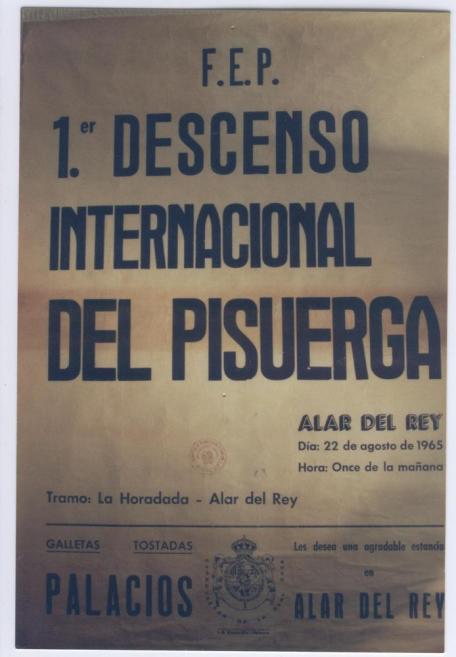 F.E.P.
1.er DESCENSO
INTERNACIONAL
DEL PISUERGA
ALAR DEL REY
Día: 22 de agosto de 1965
Hora: Once de la mañana
Tramo: La Horadada - Alar del Rey
GALLETAS TOSTADAS
PALACIOS
Les desea una agradable estancia
en
ALAR DEL REY